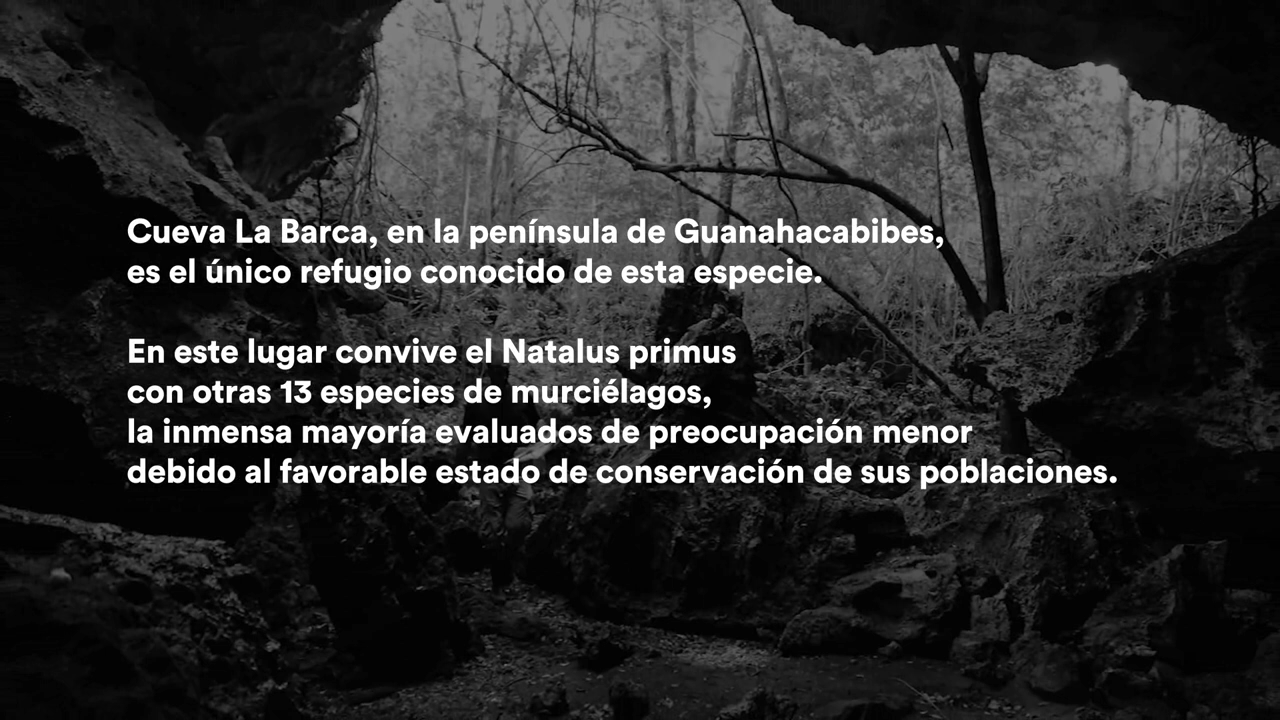 Cueva La Barca, en la península de Guanahacabibes,
es el único refugio conocido de esta especie.
En este lugar convive el Natalus primus
con otras 13 especies de murciélagos,
la inmensa mayoría evaluados de preocupación menor
debido al favorable estado de conservación de sus poblaciones.